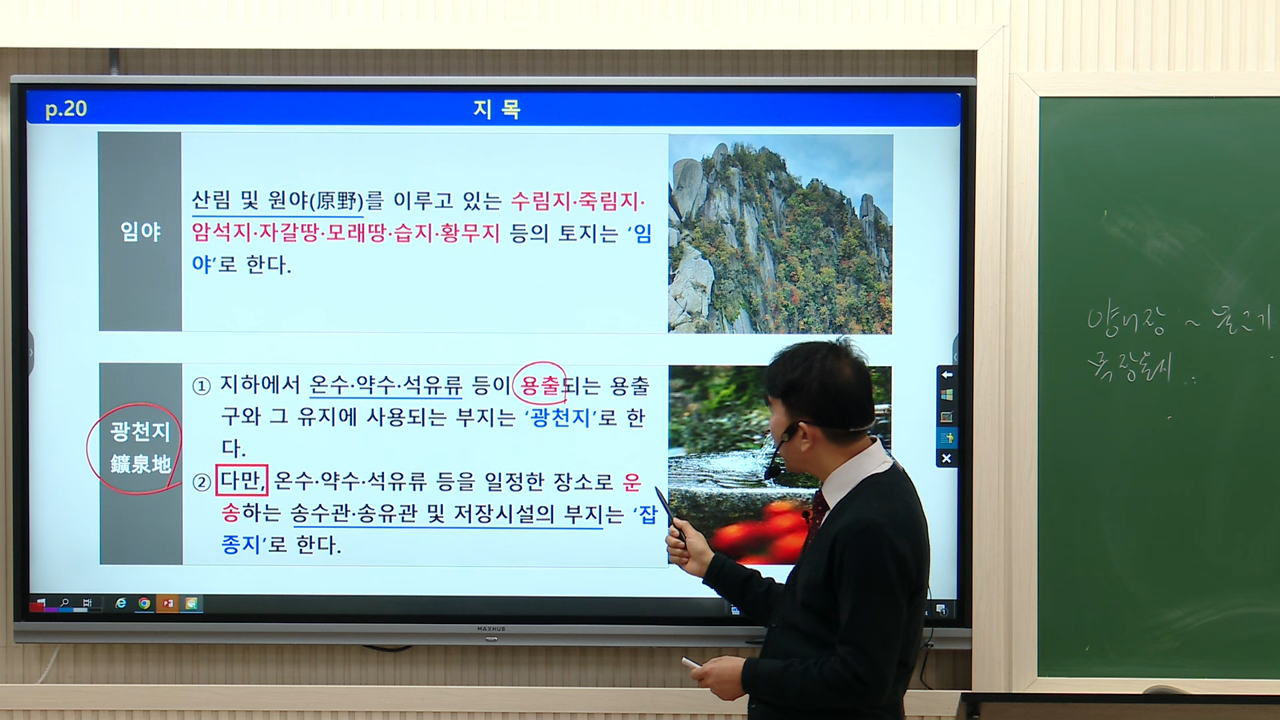 p.20
지 목
임야
산림 및 원야(原野)를 이루고 있는 수림지·죽림지·
암석지·자갈땅·모래땅·습지·황무지 등의 토지는 ‘임
야’로 한다.
광천지
鑛泉地
① 지하에서 온수·약수·석유류 등이 용출되는 용출
구와 그 유지에 사용되는 부지는 ‘광천지’로 한
다.
② 다만, 온수·약수·석유류 등을 일정한 장소로 운
송하는 송수관·송유관 및 저장시설의 부지는 ‘잡
종지’로 한다.
MAXHUB